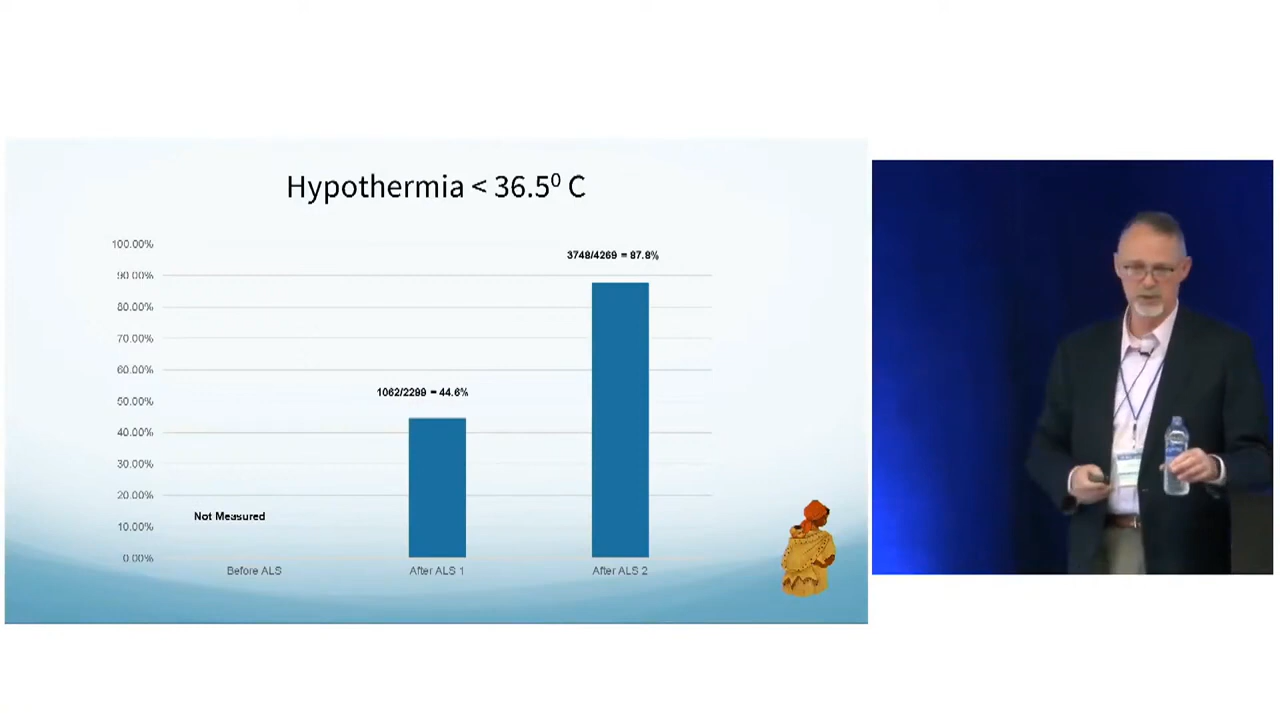 Hypothermia < 36.5⁰ C
100.00%
90.00%
80.00%
70.00%
60.00%
50.00%
40.00%
30.00%
20.00%
10.00%
0.00%
Not Measured
1062/2299 = 44.6%
3748/4269 = 87.8%
Before ALS
After ALS 1
After ALS 2